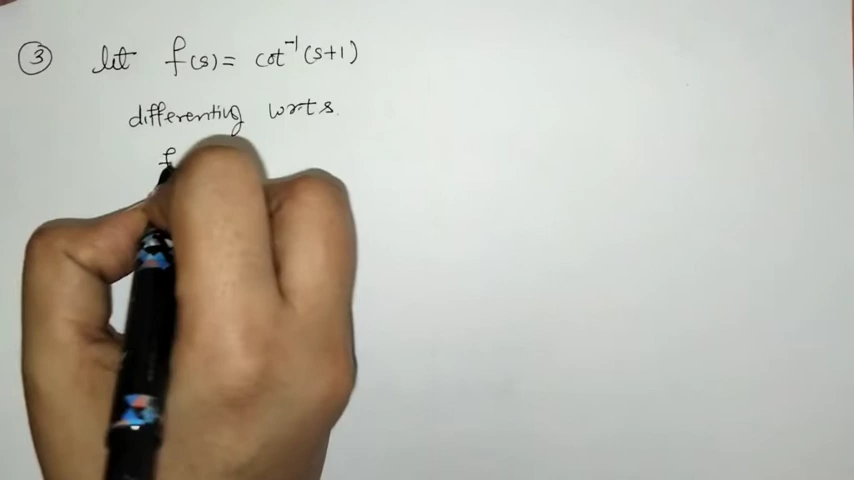 ③ let f(s) = cot⁻¹(s+1)
differenting w.r.t s.
f